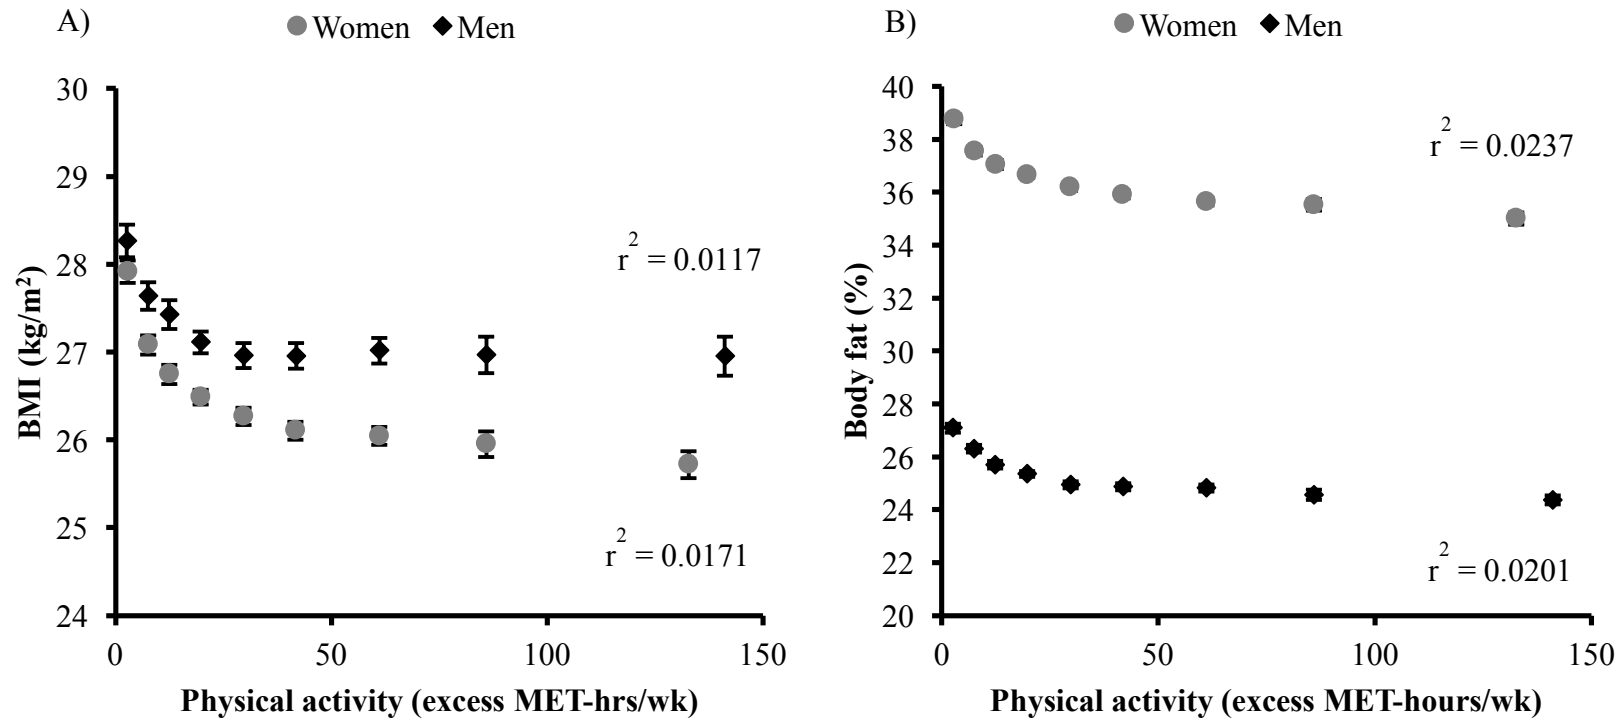 A)
Women Men
30
29
28
27
26
25
24
BMI (kg/m²)
r² = 0.0117
r² = 0.0171
0 50 100 150
Physical activity (excess MET-hrs/wk)
B)
Women Men
40
38
36
34
32
30
28
26
24
22
20
Body fat (%)
r² = 0.0237
r² = 0.0201
0 50 100 150
Physical activity (excess MET-hours/wk)